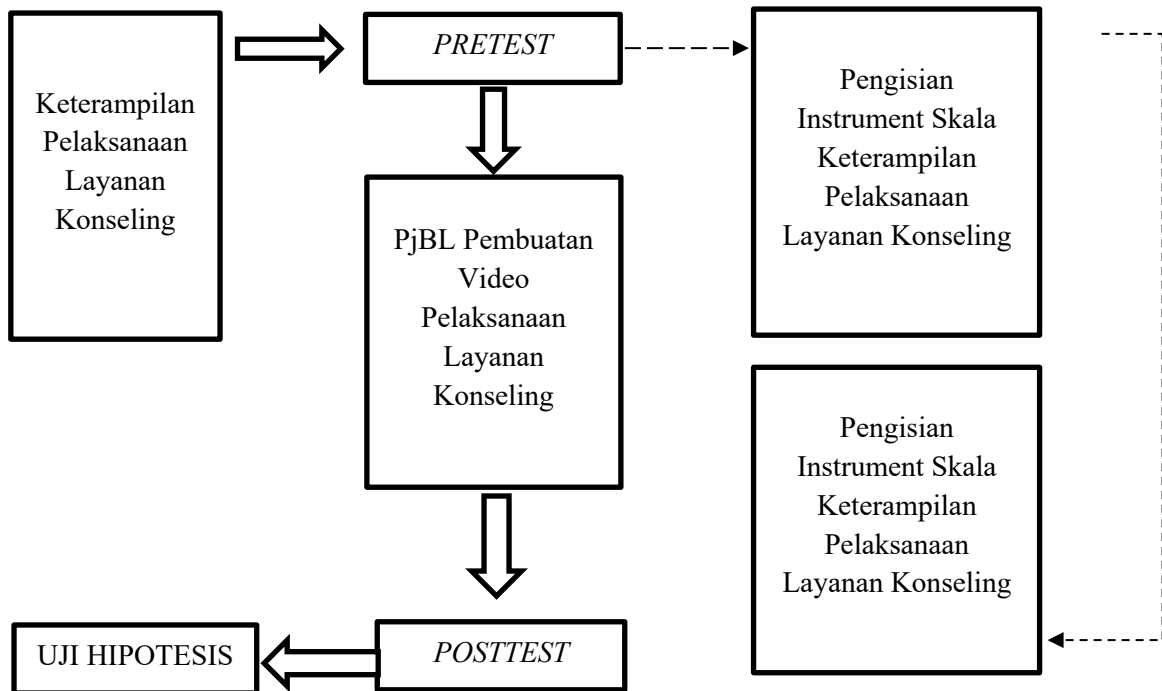 Keterampilan
Pelaksanaan
Layanan
Konseling
PRETEST
Pengisian
Instrument Skala
Keterampilan
Pelaksanaan
Layanan Konseling
PjBL Pembuatan
Video
Pelaksanaan
Layanan
Konseling
Pengisian
Instrument Skala
Keterampilan
Pelaksanaan
Layanan Konseling
UJI HIPOTESIS
POSTTEST